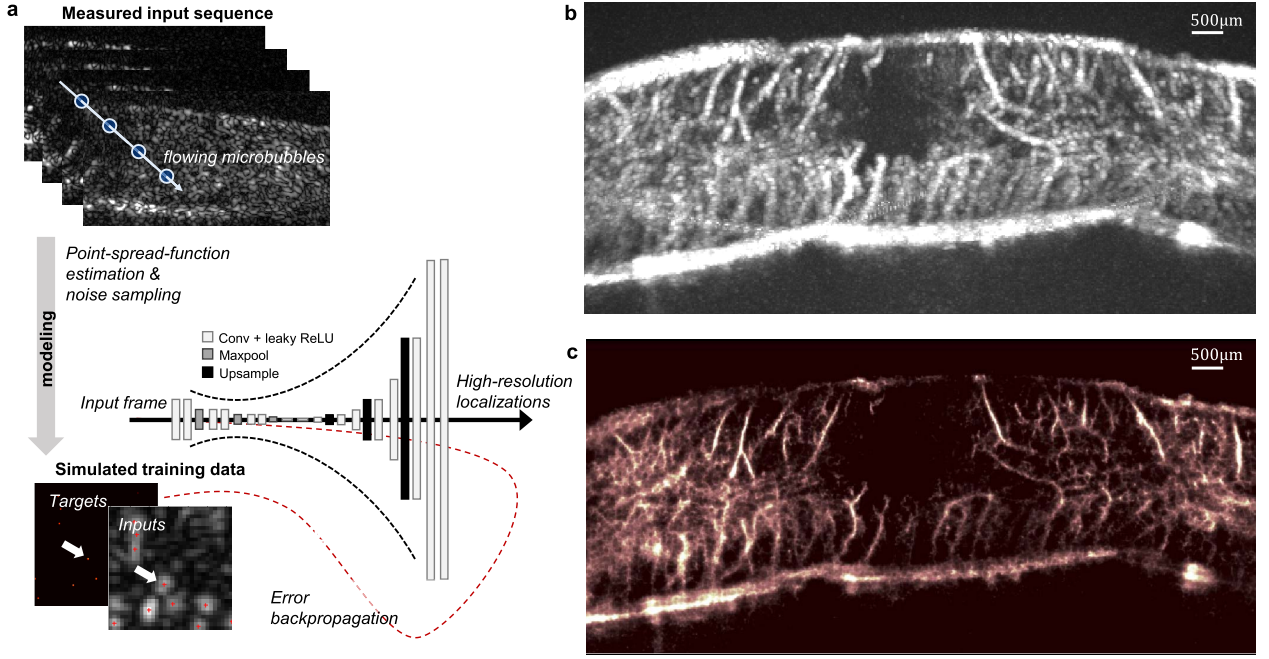 a
Measured input sequence
flowing microbubbles
Point-spread-function
estimation &
noise sampling
modeling
Conv + leaky ReLU
Maxpool
Upsample
Input frame
High-resolution
localizations
Simulated training data
Targets
Inputs
Error
backpropagation
b
500μm
c
500μm